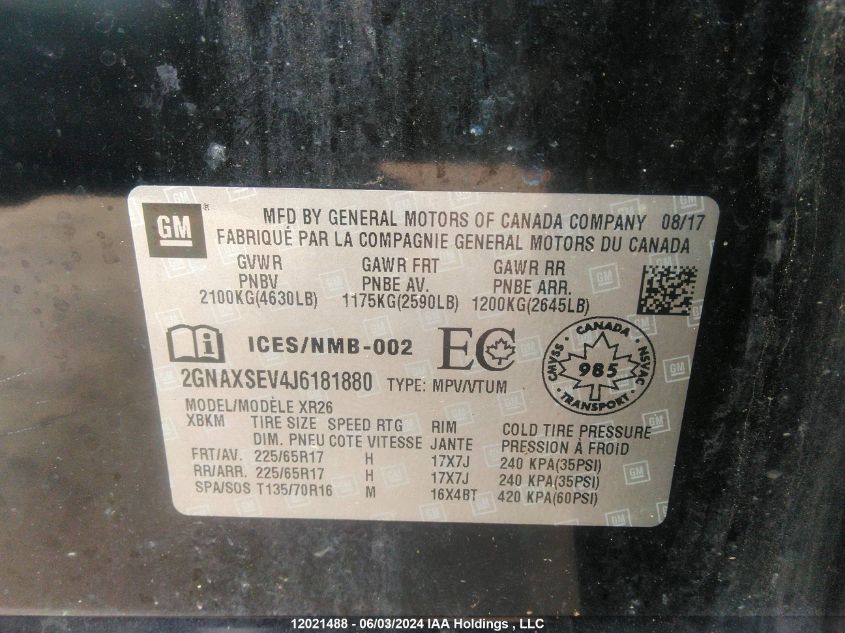 GM
MFD BY GENERAL MOTORS OF CANADA COMPANY 08/17
FABRIQUÉ PAR LA COMPAGNIE GENERAL MOTORS DU CANADA
GVWR GAWR FRT GAWR RR
PNBV PNBE AV. PNBE ARR.
2100KG(4630LB) 1175KG(2590LB) 1200KG(2645LB)
ICES/NMB-002 EC
CANADA
CMVSS 985 NSVAC
TRANSPORT
2GNAXSEV4J6181880 TYPE: MPV/VTUM
MODEL/MODÈLE XR26
XBKM TIRE SIZE SPEED RTG RIM COLD TIRE PRESSURE
DIM. PNEU COTE VITESSE JANTE PRESSION À FROID
FRT/AV. 225/65R17 H 17X7J 240 KPA(35PSI)
RR/ARR. 225/65R17 H 17X7J 240 KPA(35PSI)
SPA/SOS T135/70R16 M 16X4BT 420 KPA(60PSI)
12021488 - 06/03/2024 IAA Holdings, LLC